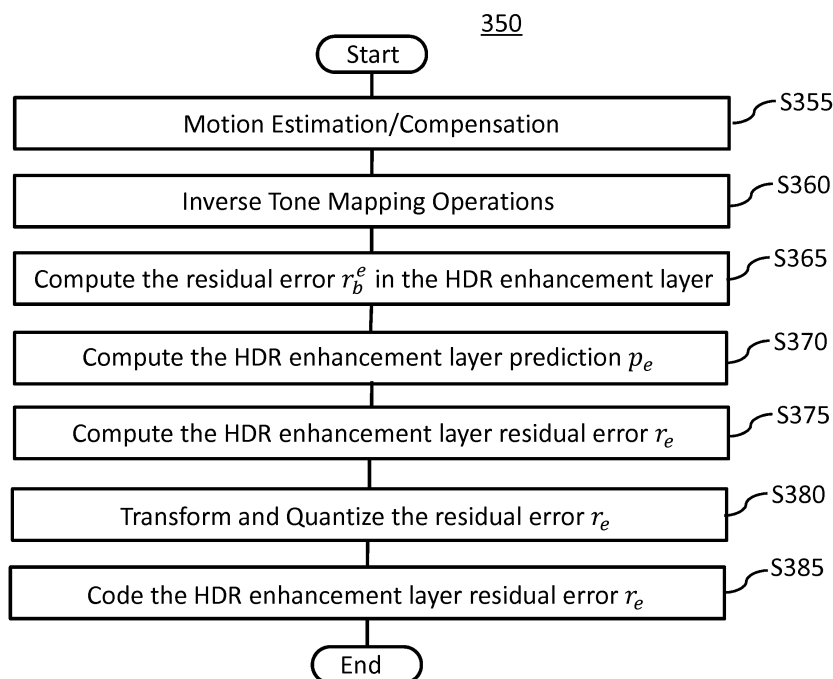 350
Start
Motion Estimation/Compensation
S355
Inverse Tone Mapping Operations
S360
Compute the residual error $r_b^e$ in the HDR enhancement layer
S365
Compute the HDR enhancement layer prediction $p_e$
S370
Compute the HDR enhancement layer residual error $r_e$
S375
Transform and Quantize the residual error $r_e$
S380
Code the HDR enhancement layer residual error $r_e$
S385
End